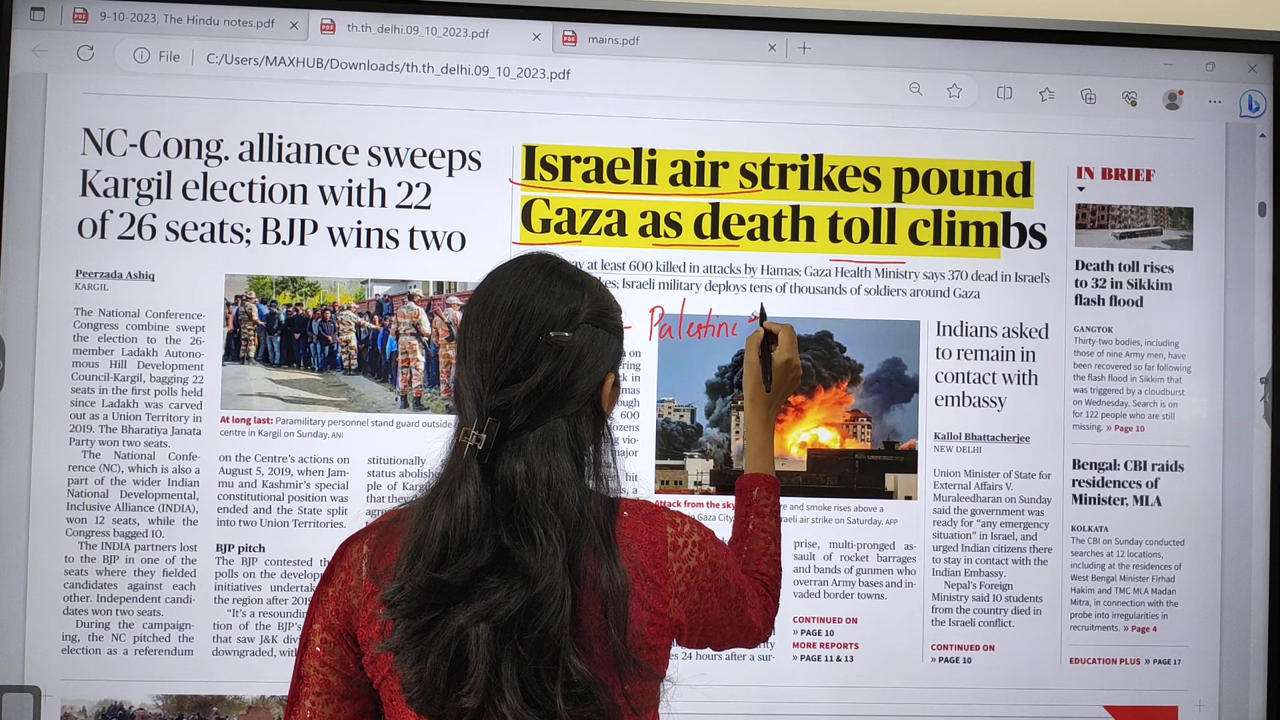 9-10-2023, The Hindu notes.pdf
th.th_delhi.09_10_2023.pdf
mains.pdf
File
C:/Users/MAXHUB/Downloads/th.th_delhi.09_10_2023.pdf
NC-Cong. alliance sweeps
Kargil election with 22
of 26 seats; BJP wins two
Peerzada Ashiq
KARGIL
The National Conference-
Congress combine swept
the election to the 26-
member Ladakh Autono-
mous Hill Development
Council-Kargil, bagging 22
seats in the first polls held
since Ladakh was carved
out as a Union Territory in
2019. The Bharatiya Janata
Party won two seats.
The National Confe-
rence (NC), which is also a
part of the wider Indian
National Developmental,
Inclusive Alliance (INDIA),
won 12 seats, while the
Congress bagged 10.
The INDIA partners lost
to the BJP in one of the
seats where they fielded
candidates against each
other. Independent candi-
dates won two seats.
During the campaign-
ing, the NC pitched the
election as a referendum
At long last: Paramilitary personnel stand guard outside
centre in Kargil on Sunday. ANI
on the Centre's actions on
August 5, 2019, when Jam-
mu and Kashmir's special
constitutional position was
ended and the State split
into two Union Territories.
BJP pitch
The BJP contested
polls on the
initiatives
the region after
"It's a
tion of the BJP's
that saw J&K
downgraded,
stitutionally
status
ple of
that they
Israeli air strikes pound
Gaza as death toll climbs
at least 600 killed in attacks by Hamas; Gaza Health Ministry says 370 dead in Israel's
Israeli military deploys tens of thousands of soldiers around Gaza
Palestine
on
in
600
hit
Attack from the sky
and smoke rises above a
in Gaza City
air strike on Saturday. AFP
24 hours after a sur-
prise, multi-pronged as-
sault of rocket barrages
and bands of gunmen who
overran Army bases and in-
vaded border towns.
CONTINUED ON
» PAGE 10
MORE REPORTS
» PAGE 11 & 13
Indians asked
to remain in
contact with
embassy
Kallol Bhattacherjee
NEW DELHI
Union Minister of State for
External Affairs V.
Muraleedharan on Sunday
said the government was
ready for "any emergency
situation" in Israel, and
urged Indian citizens there
to stay in contact with the
Indian Embassy.
Nepal's Foreign
Ministry said 10 students
from the country died in
the Israeli conflict.
CONTINUED ON
» PAGE 10
IN BRIEF
Death toll rises
to 32 in Sikkim
flash flood
GANGTOK
Thirty-two bodies, including
those of nine Army men, have
been recovered so far following
the flash flood in Sikkim that
was triggered by a cloudburst
on Wednesday. Search is on
for 122 people who are still
missing. » Page 10
Bengal: CBI raids
residences of
Minister, MLA
KOLKATA
The CBI on Sunday conducted
searches at 12 locations,
including at the residences of
West Bengal Minister Firhad
Hakim and TMC MLA Madan
Mitra, in connection with the
probe into irregularities in
recruitments. » Page 4
EDUCATION PLUS » PAGE 17